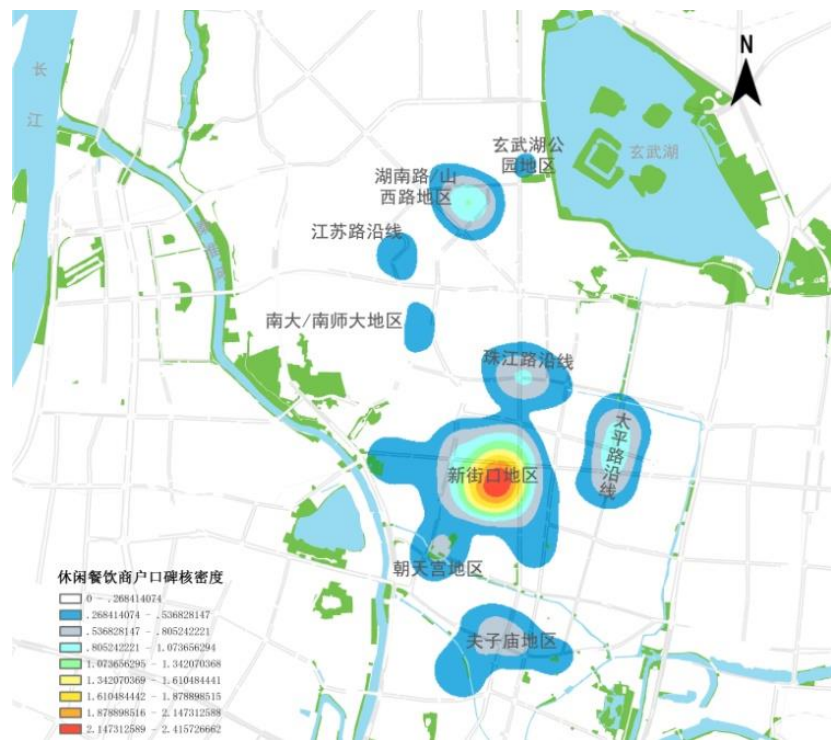 N
长
江
玄武湖公
园地区
玄武湖
湖南路/山
西路地区
江苏路沿线
南大/南师大地区
珠江路沿线
太平路沿线
新街口地区
朝天宫地区
夫子庙地区
休闲餐饮商户口碑核密度
0 - .268414074
.268414074 - .536828147
.536828147 - .805242221
.805242221 - 1.073656294
1.073656295 - 1.342070368
1.342070369 - 1.610484441
1.610484442 - 1.878898515
1.878898516 - 2.147312588
2.147312589 - 2.415726662